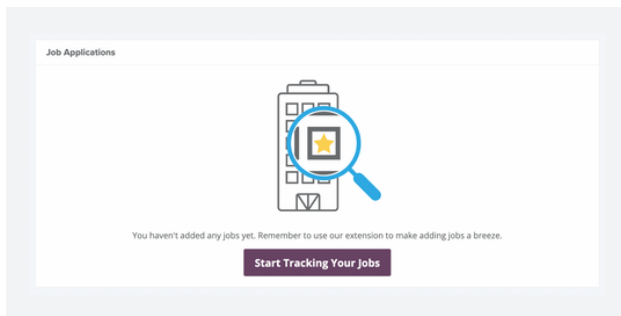 Job Applications
You haven't added any jobs yet. Remember to use our extension to make adding jobs a breeze.
Start Tracking Your Jobs